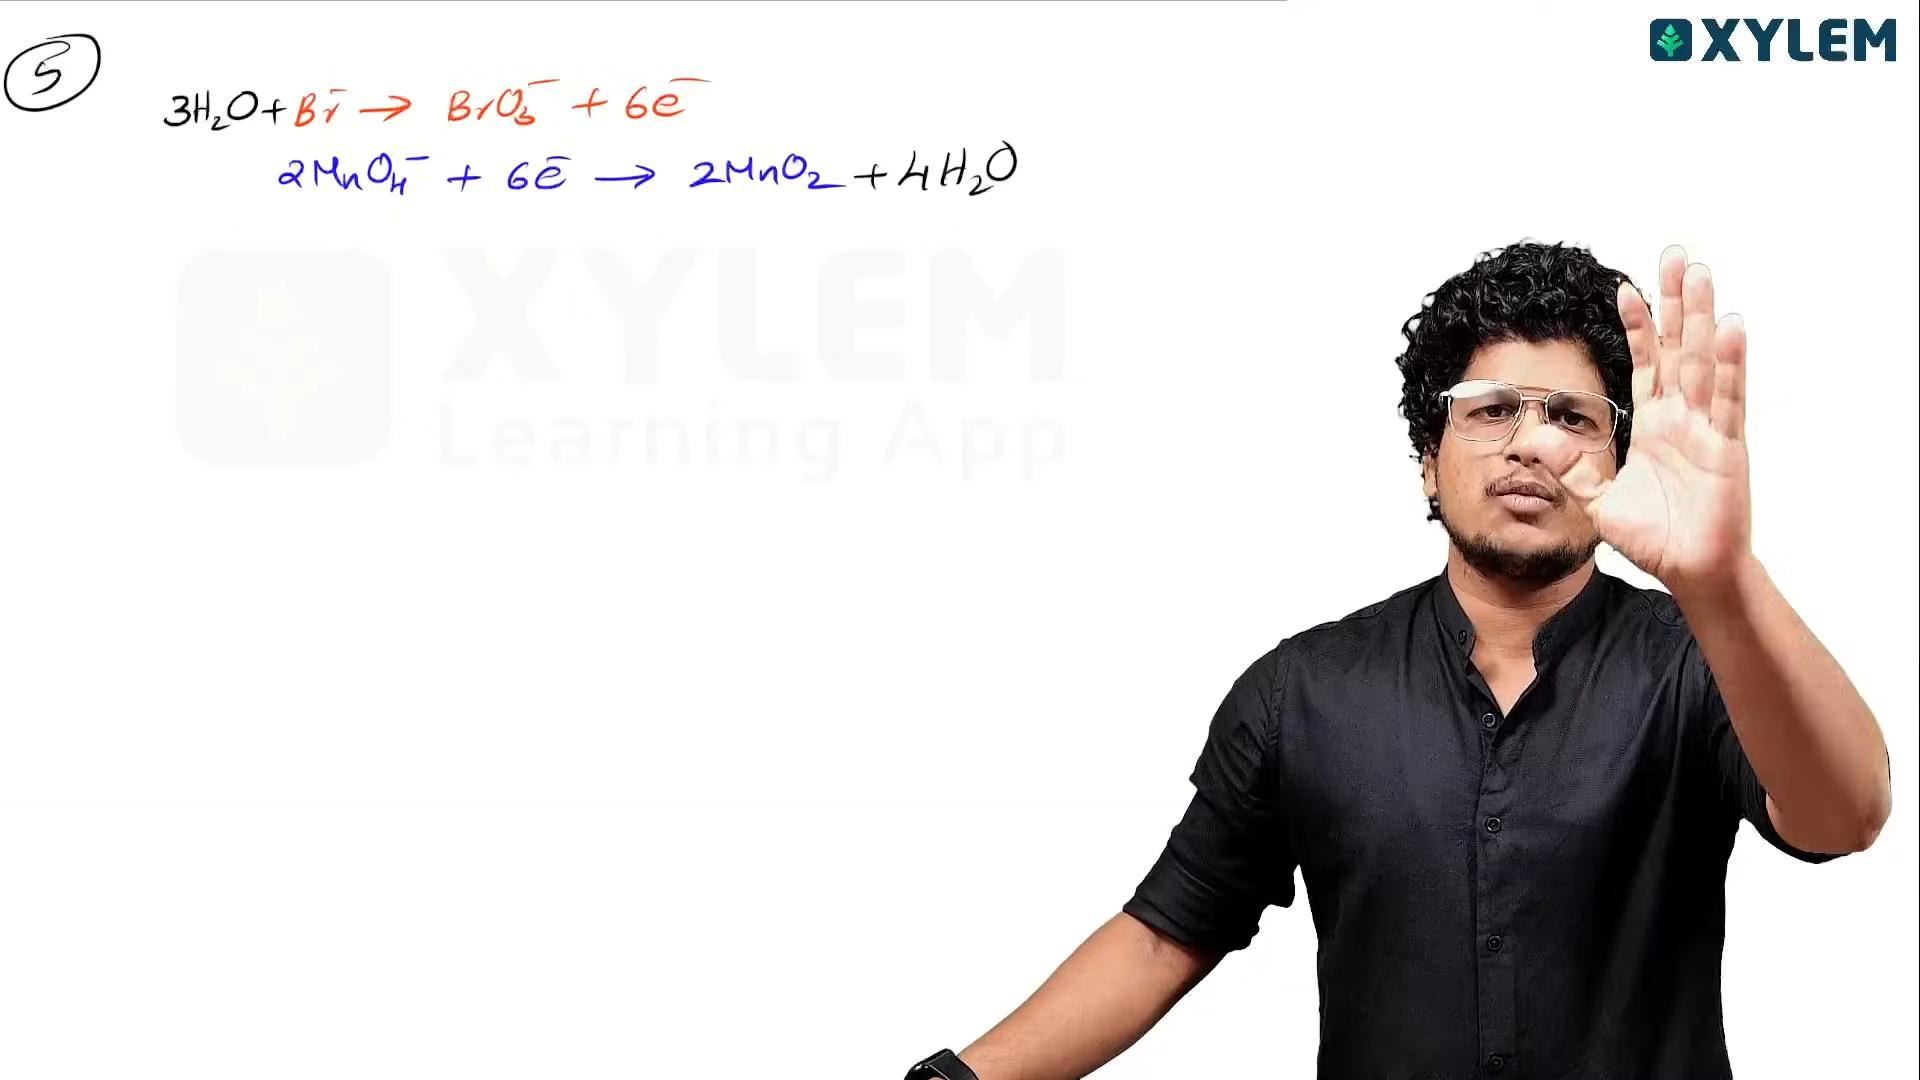 XYLEM
5
3H₂O + Br⁻ → BrO₃⁻ + 6e⁻
2MnO₄⁻ + 6e⁻ → 2MnO₂ + 4H₂O
XYLEM
Learning App